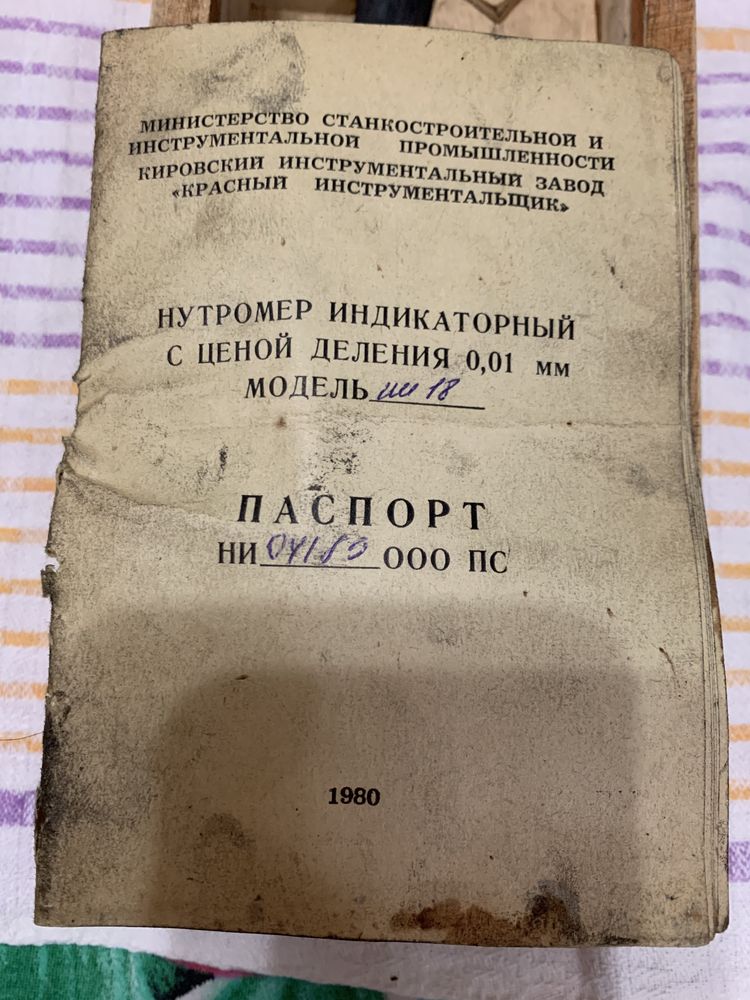 МИНИСТЕРСТВО СТАНКОСТРОИТЕЛЬНОЙ И
ИНСТРУМЕНТАЛЬНОЙ ПРОМЫШЛЕННОСТИ
КИРОВСКИЙ ИНСТРУМЕНТАЛЬНЫЙ ЗАВОД
«КРАСНЫЙ ИНСТРУМЕНТАЛЬЩИК»
НУТРОМЕР ИНДИКАТОРНЫЙ
С ЦЕНОЙ ДЕЛЕНИЯ 0,01 мм
МОДЕЛЬ 18
ПАСПОРТ
НИ 000 ПС
1980